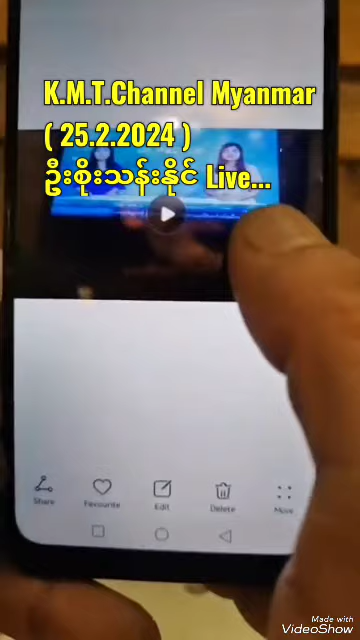 K.M.T.Channel Myanmar
( 25.2.2024 )
ဦးစိုးသန်းနိုင် Live...
Share
Favourite
Edit
Delete
More
Made with
VideoShow